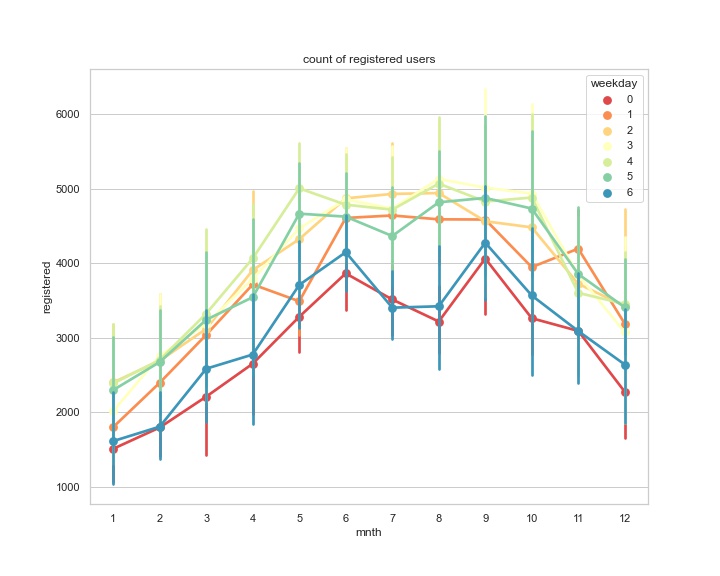 count of registered users
weekday
0
1
2
3
4
5
6
6000
5000
4000
3000
2000
1000
registered
1 2 3 4 5 6 7 8 9 10 11 12
mnth